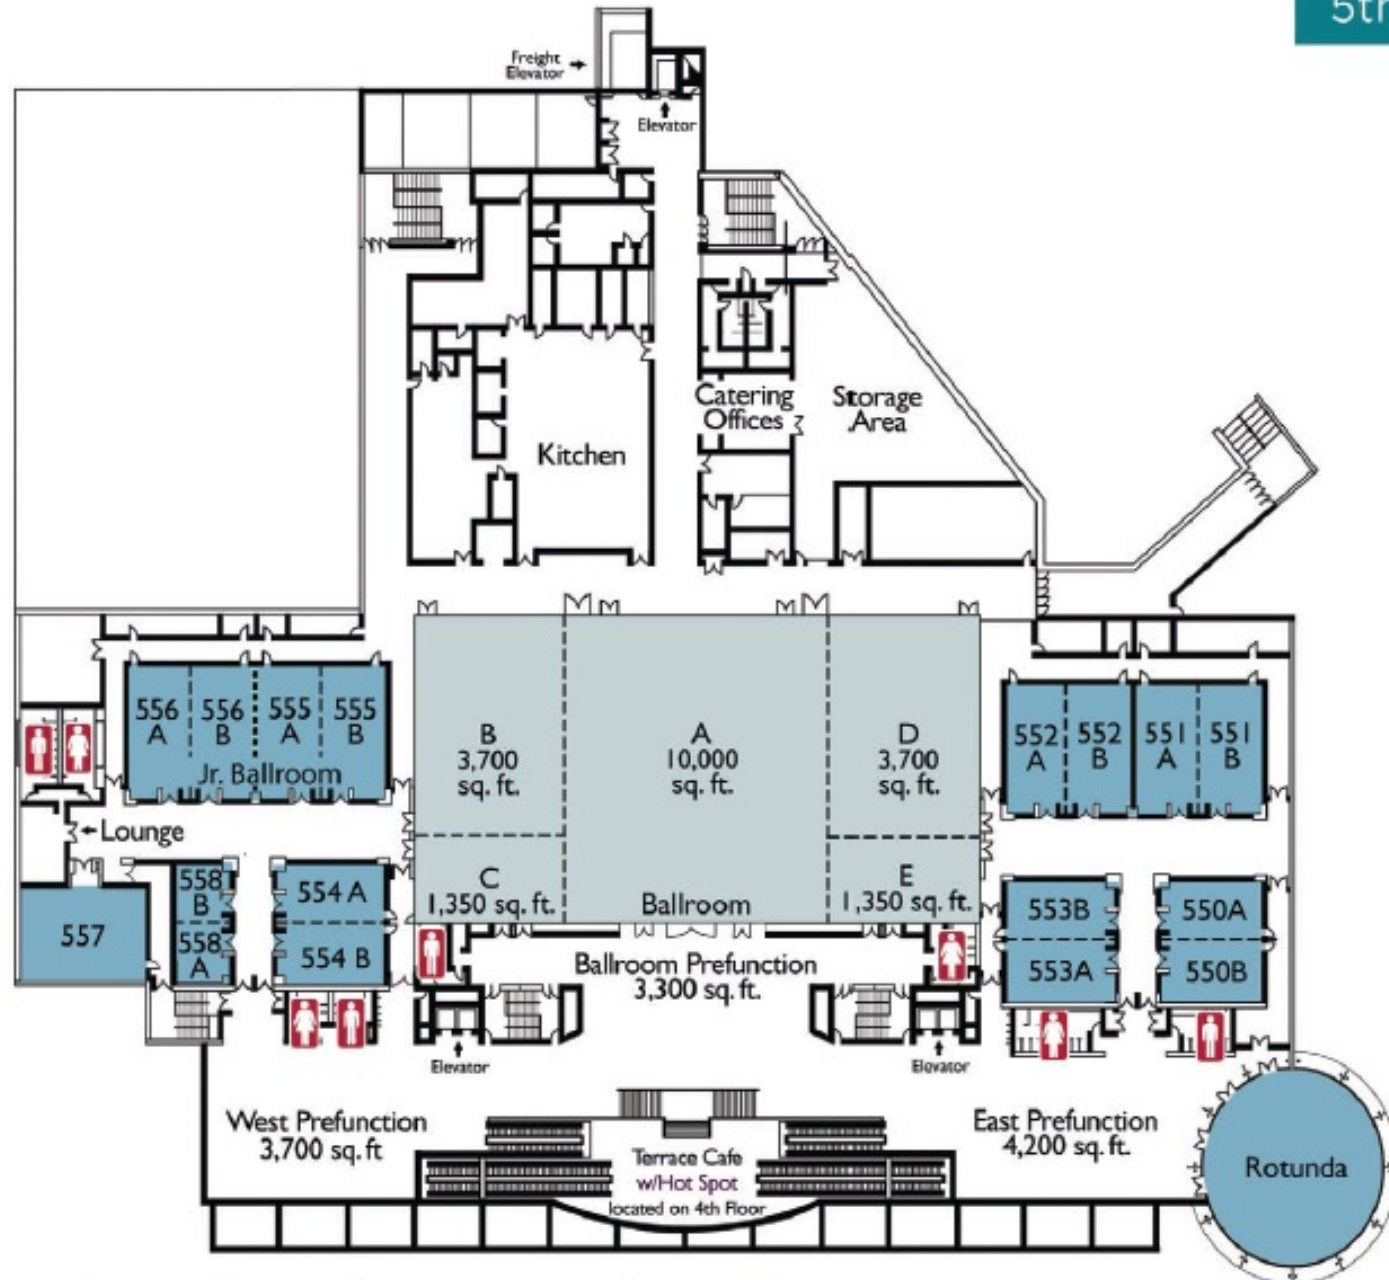 5th
Freight
Elevator
Elevator
Catering
Offices
Storage
Area
Kitchen
556
A
556
B
555
A
555
B
Jr. Ballroom
B
3,700
sq. ft.
A
10,000
sq. ft.
D
3,700
sq. ft.
552
A
552
B
551
A
551
B
Lounge
C
1,350 sq. ft.
Ballroom
E
1,350 sq. ft.
558
B
558
A
554 A
554 B
557
553B
553A
550A
550B
Ballroom Prefunction
3,300 sq. ft.
Elevator
Elevator
West Prefunction
3,700 sq. ft
East Prefunction
4,200 sq. ft.
Terrace Cafe
w/Hot Spot
located on 4th Floor
Rotunda